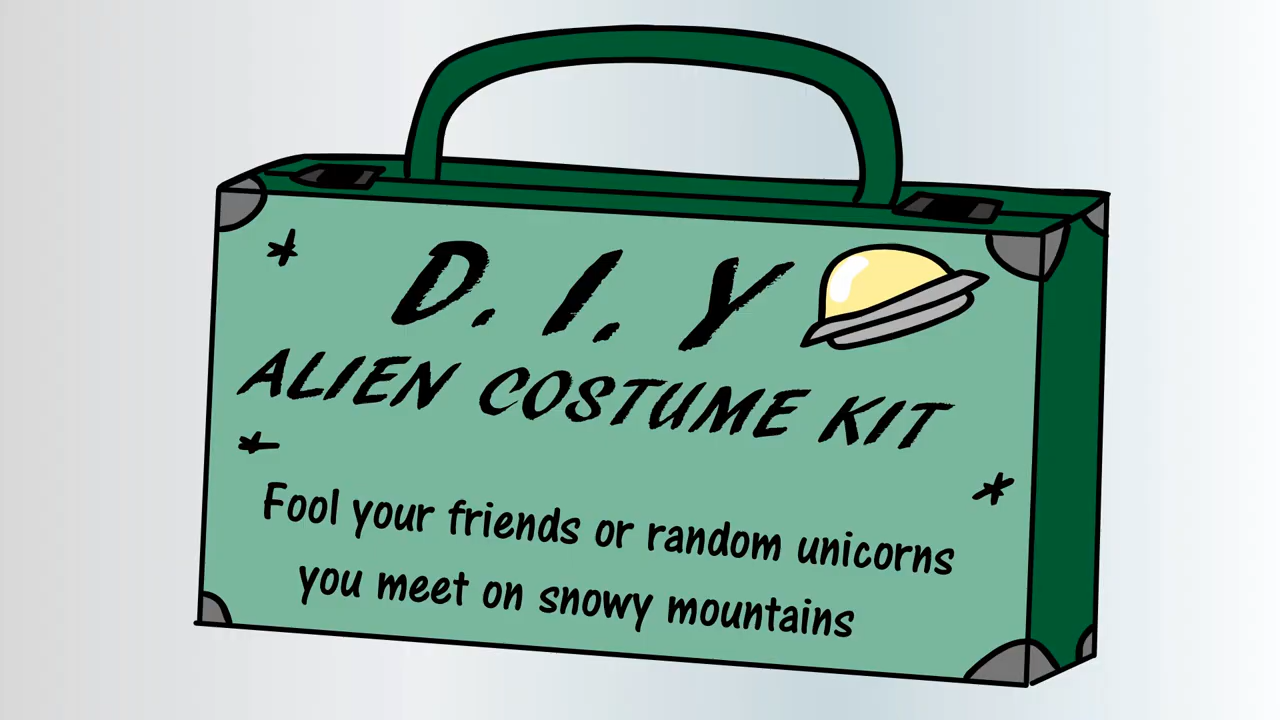 D. I. Y
ALIEN COSTUME KIT
Fool your friends or random unicorns
you meet on snowy mountains